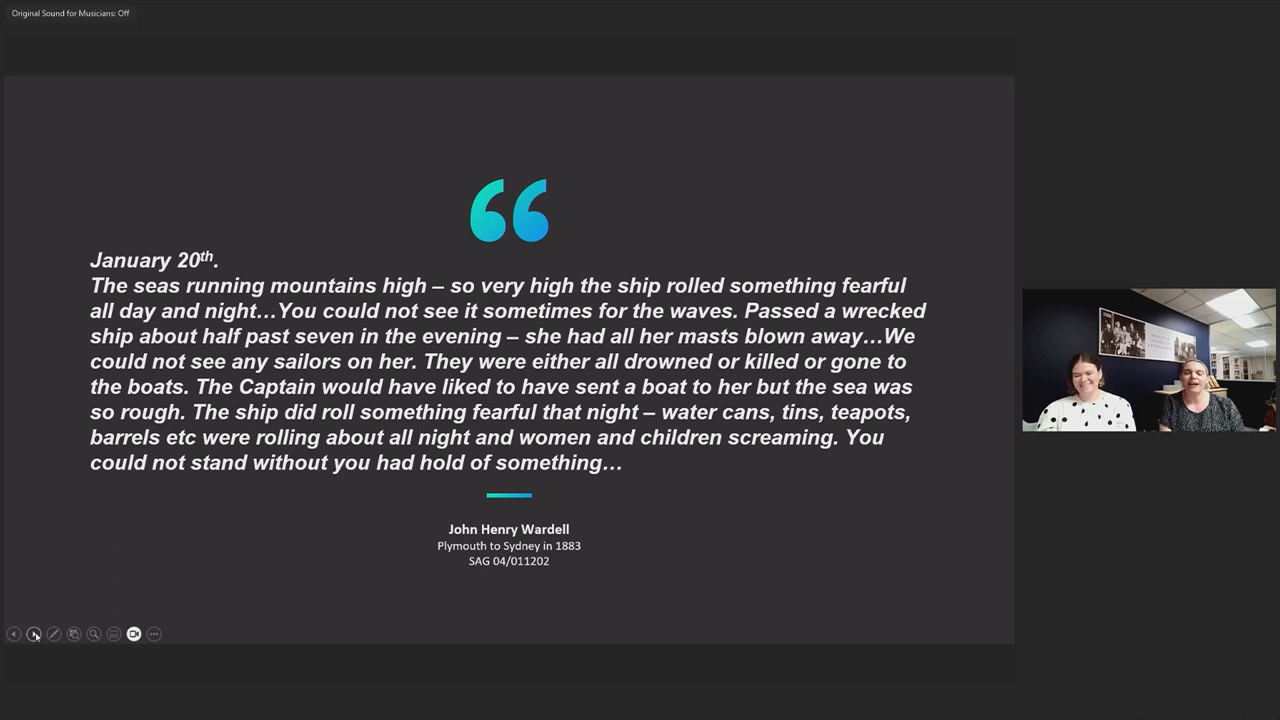 Original Sound for Musicians: Off
January 20th.
The seas running mountains high – so very high the ship rolled something fearful
all day and night…You could not see it sometimes for the waves. Passed a wrecked
ship about half past seven in the evening – she had all her masts blown away…We
could not see any sailors on her. They were either all drowned or killed or gone to
the boats. The Captain would have liked to have sent a boat to her but the sea was
so rough. The ship did roll something fearful that night – water cans, tins, teapots,
barrels etc were rolling about all night and women and children screaming. You
could not stand without you had hold of something…
John Henry Wardell
Plymouth to Sydney in 1883
SAG 04/011202